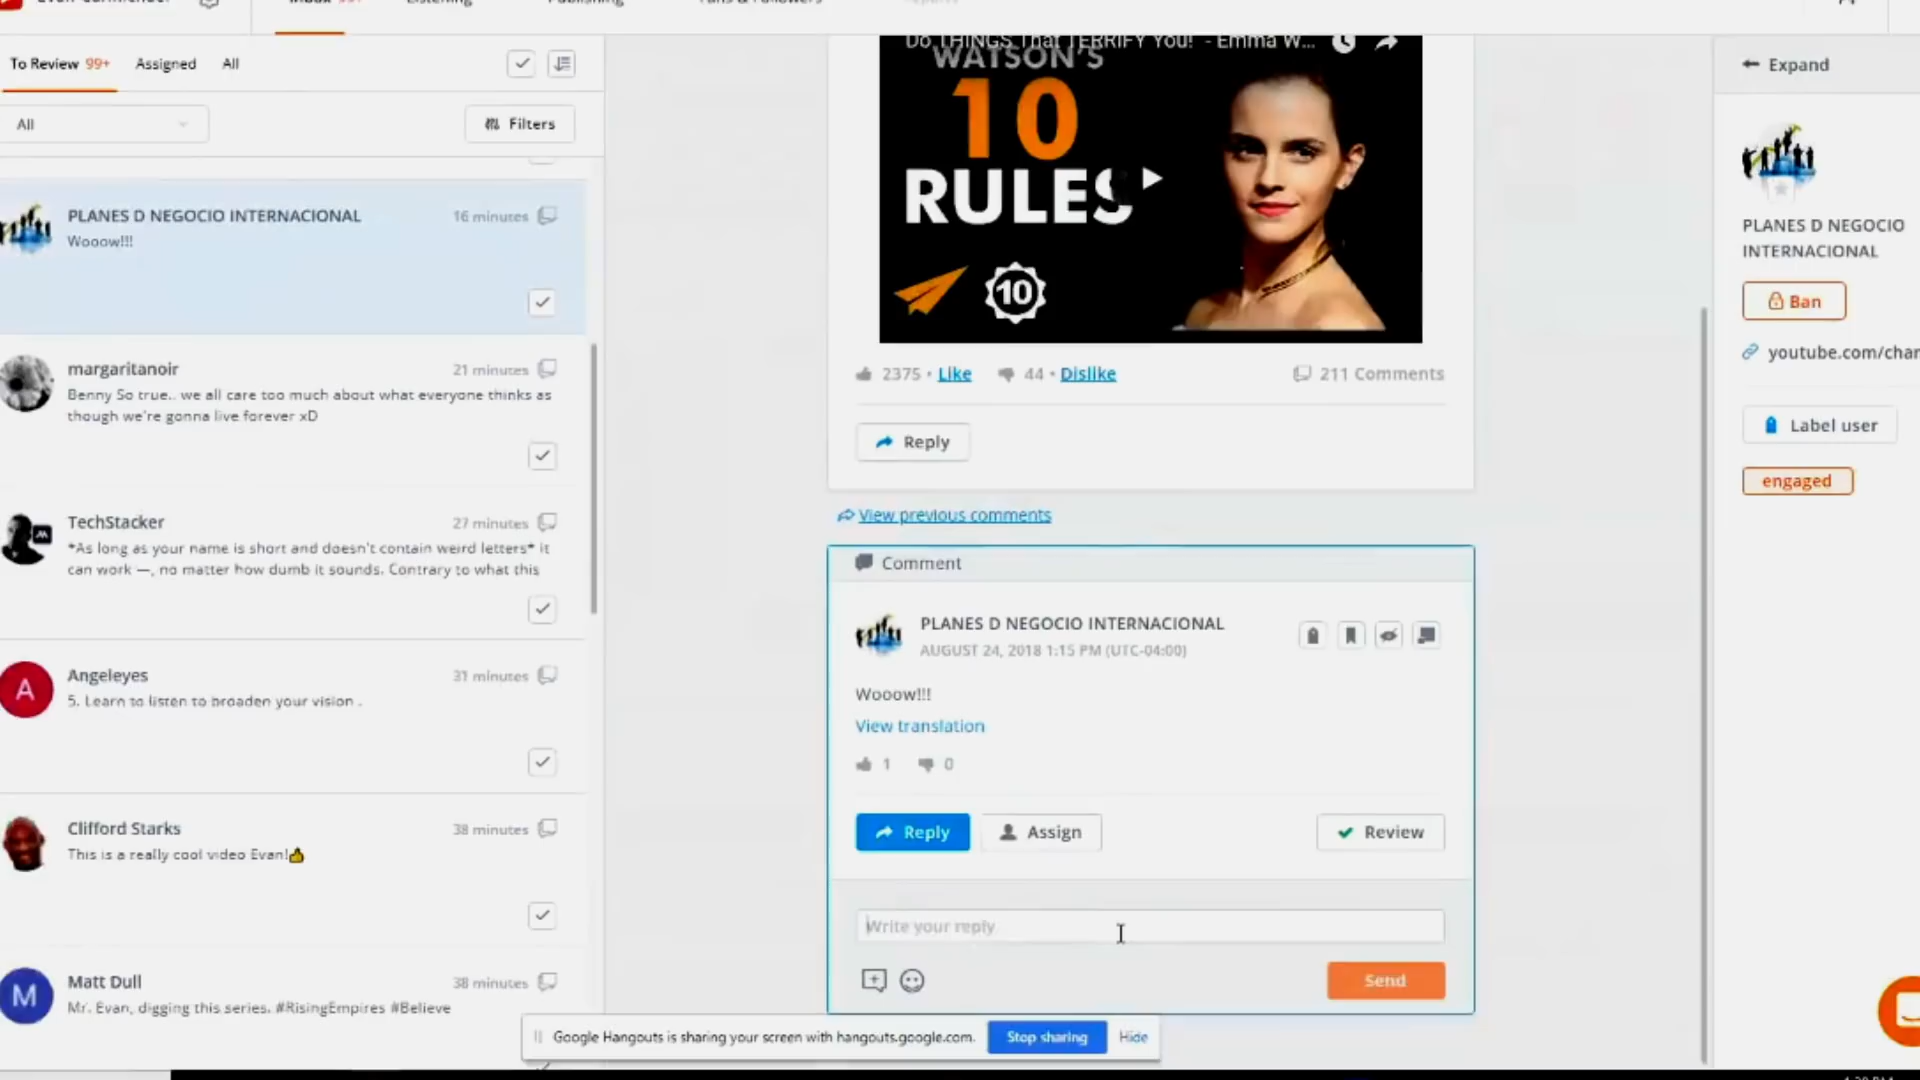 To Review 99+ Assigned All
All
Filters
PLANES D NEGOCIO INTERNACIONAL 16 minutes
Wooow!!!
margaritanoir 21 minutes
Benny So true.. we all care too much about what everyone thinks as
though we're gonna live forever xD
TechStacker 27 minutes
*As long as your name is short and doesn't contain weird letters* it
can work —, no matter how dumb it sounds. Contrary to what this
A
Angeleyes 31 minutes
5. Learn to listen to broaden your vision .
Clifford Starks 38 minutes
This is a really cool video Evan!👍
M
Matt Dull 38 minutes
Mr. Evan, digging this series. #RisingEmpires #Believe
Do THINGS That TERRIFY You! - Emma W...
WATSON'S
10
RULES
10
2375 • Like 44 • Dislike 211 Comments
Reply
View previous comments
Comment
PLANES D NEGOCIO INTERNACIONAL
AUGUST 24, 2018 1:15 PM (UTC-04:00)
Wooow!!!
View translation
1 0
Reply Assign Review
Write your reply
Send
Google Hangouts is sharing your screen with hangouts.google.com. Stop sharing Hide
Expand
PLANES D NEGOCIO
INTERNACIONAL
Ban
youtube.com/char
Label user
engaged